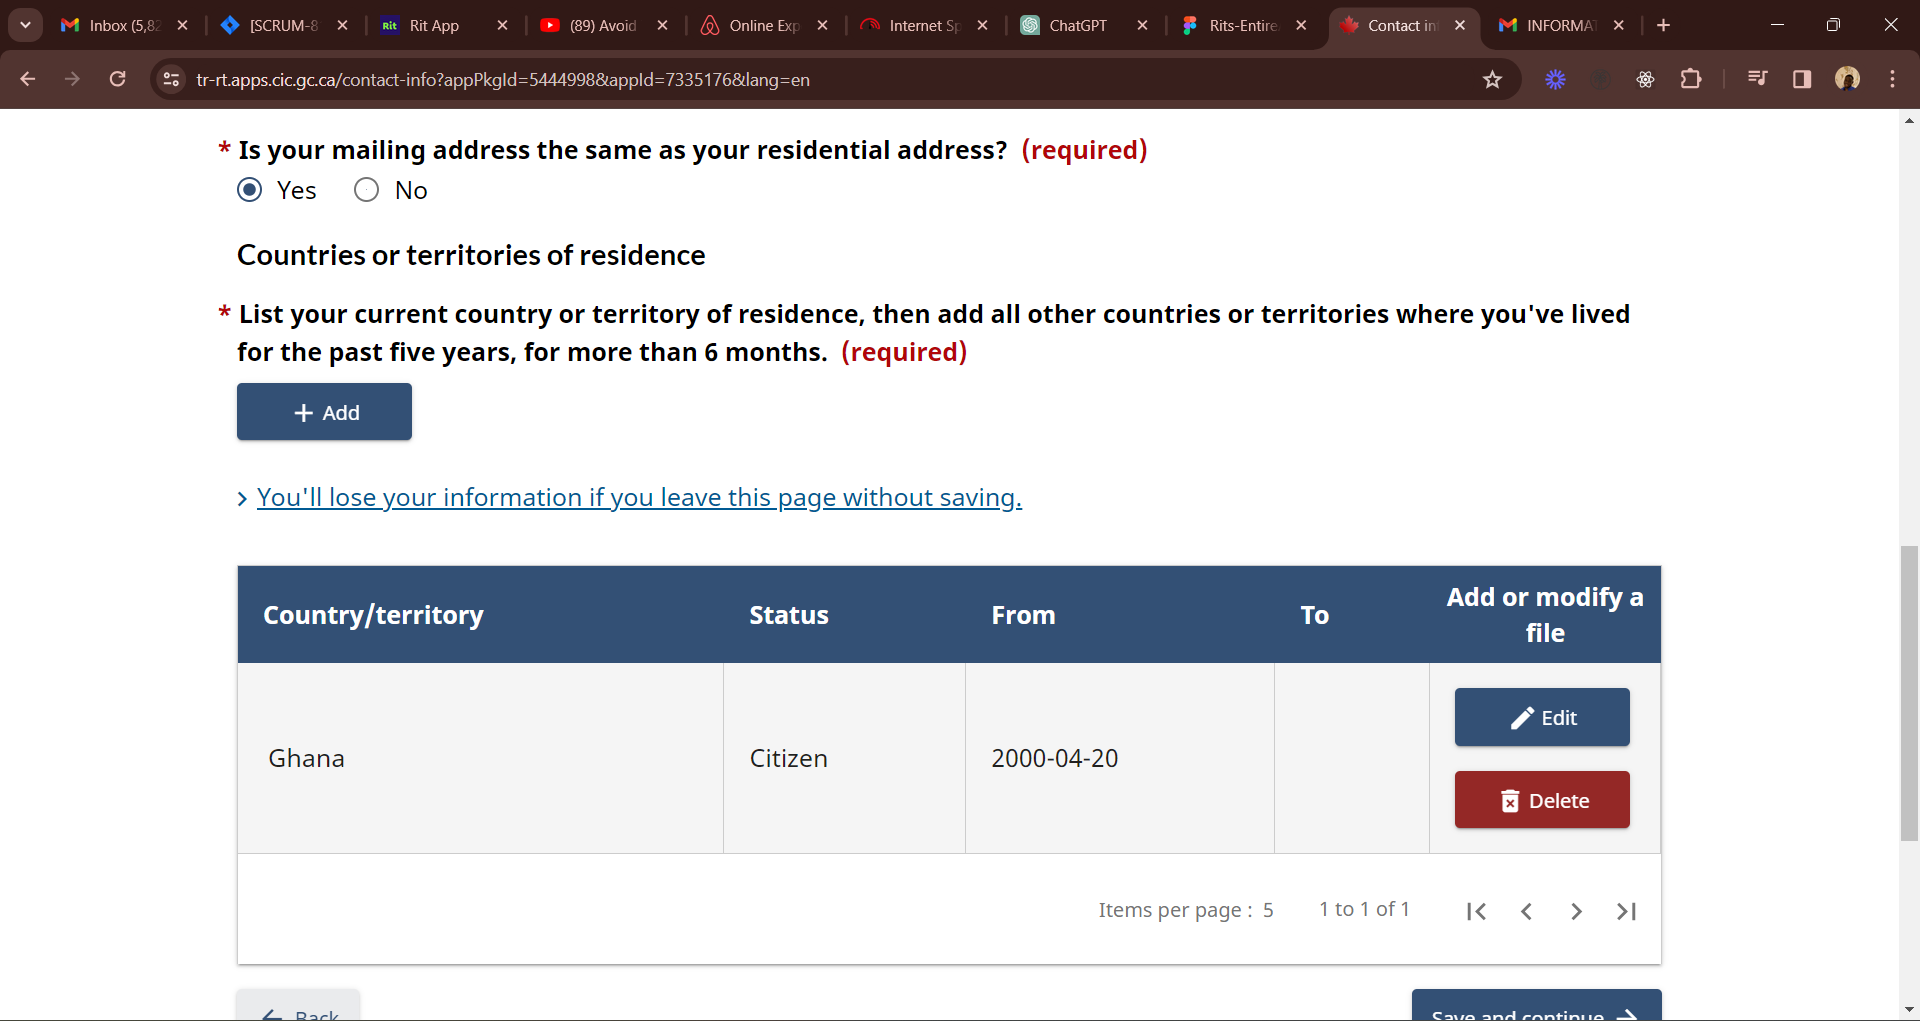 Inbox (5,82
[SCRUM-8
Rit Rit App
(89) Avoid
Online Exp
Internet Sp
ChatGPT
Rits-Entire
Contact in
INFORMA
tr-rt.apps.cic.gc.ca/contact-info?appPkgId=5444998&appId=7335176&lang=en
* Is your mailing address the same as your residential address? (required)
Yes No
Countries or territories of residence
* List your current country or territory of residence, then add all other countries or territories where you've lived
for the past five years, for more than 6 months. (required)
+ Add
> You'll lose your information if you leave this page without saving.
Country/territory Status From To Add or modify a
file
Ghana Citizen 2000-04-20
Edit
Delete
Items per page : 5 1 to 1 of 1
Back Save and continue